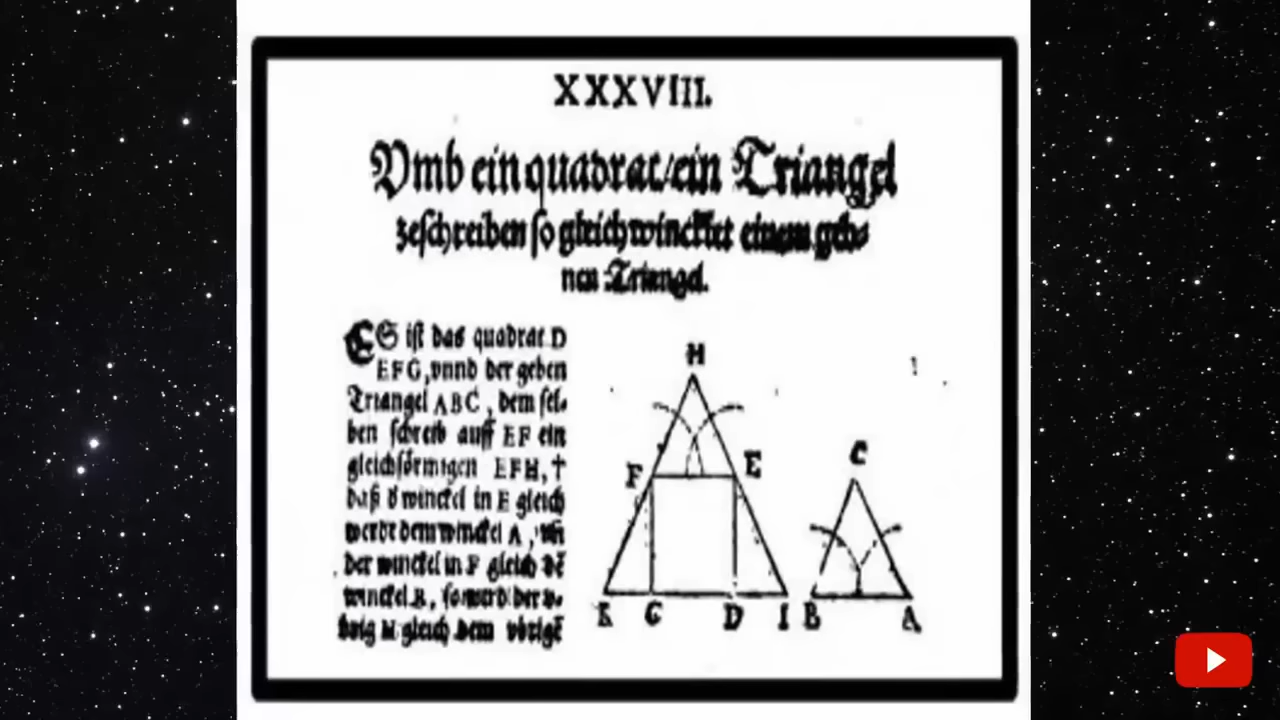 XXXVIII.
Vmb ein quadrat/ein Triangel
zeschreiben so gleichwincklet einem gebe⸗
nen Triangel.
ES ist das quadrat D
EFG, vnnd der geben
Triangel ABC, dem sel⸗
ben schreib auff EF ein
gleichförmigen EFH, †
daß d winckel in E gleich
werde dem winckel A,
der winckel in F gleich dē
winckel B, so wird der v⸗
brig H gleich dem vbrigē
H
F E
C
K G D I B A